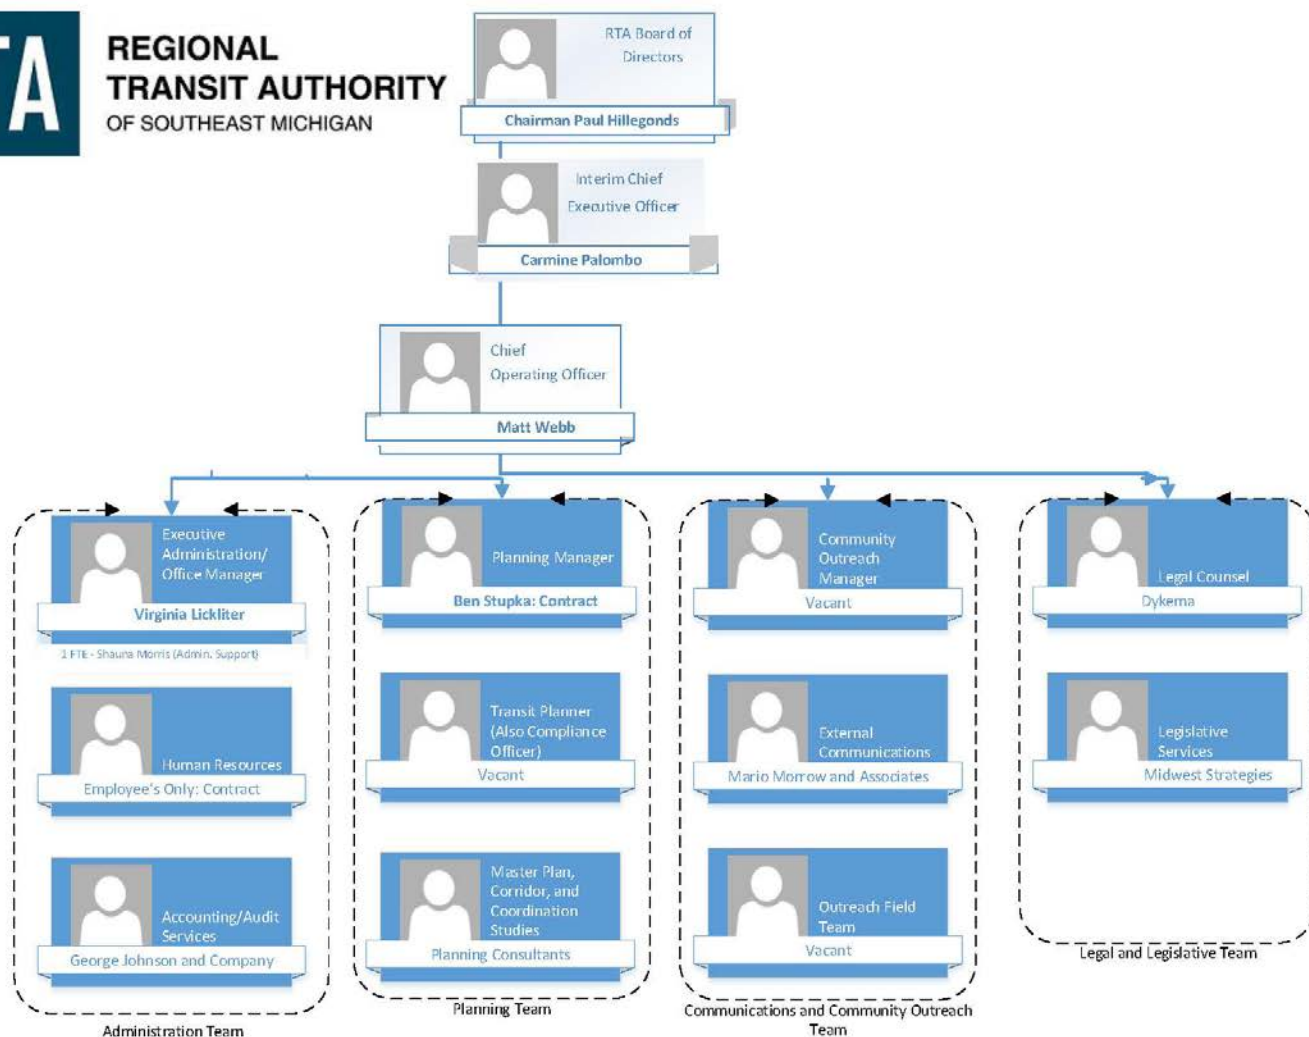 TA
REGIONAL
TRANSIT AUTHORITY
OF SOUTHEAST MICHIGAN
RTA Board of
Directors
Chairman Paul Hillegonds
Interim Chief
Executive Officer
Carmine Palombo
Chief
Operating Officer
Matt Webb
Executive
Administration/
Office Manager
Virginia Lickliter
1 FTE - Shauna Morris (Admin. Support)
Human Resources
Employee's Only: Contract
Accounting/Audit
Services
George Johnson and Company
Administration Team
Planning Manager
Ben Stupka: Contract
Transit Planner
(Also Compliance
Officer)
Vacant
Master Plan,
Corridor, and
Coordination
Studies
Planning Consultants
Planning Team
Community
Outreach
Manager
Vacant
External
Communications
Mario Morrow and Associates
Outreach Field
Team
Vacant
Communications and Community Outreach
Team
Legal Counsel
Dykema
Legislative
Services
Midwest Strategies
Legal and Legislative Team